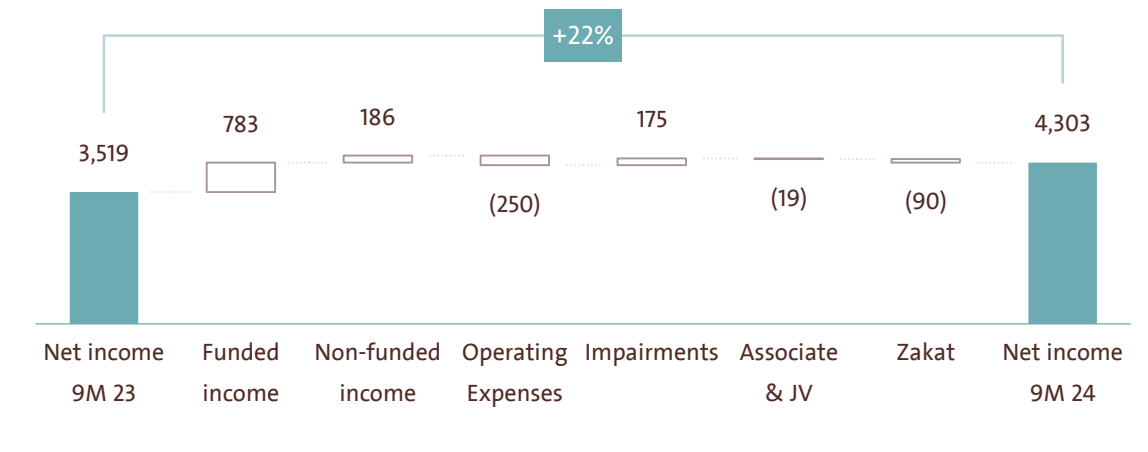 +22%
3,519
783
186
(250)
175
(19)
(90)
4,303
Net income
9M 23
Funded
income
Non-funded
income
Operating
Expenses
Impairments
Associate
& JV
Zakat
Net income
9M 24